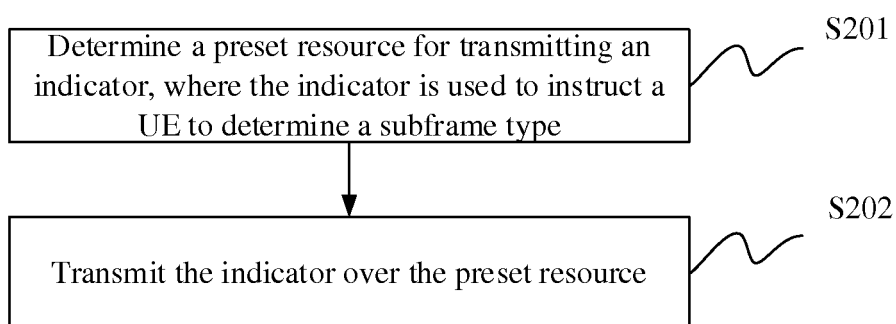 Determine a preset resource for transmitting an
indicator, where the indicator is used to instruct a
UE to determine a subframe type
S201
Transmit the indicator over the preset resource
S202